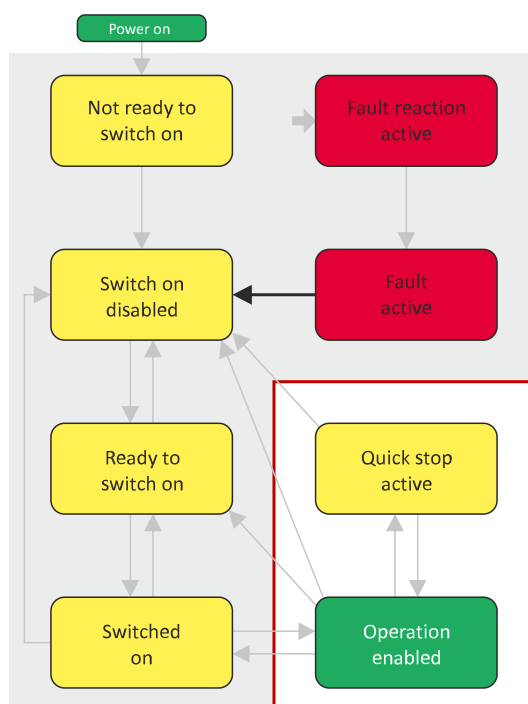 Power on
Not ready to
switch on
Fault reaction
active
Switch on
disabled
Fault
active
Ready to
switch on
Quick stop
active
Switched
on
Operation
enabled